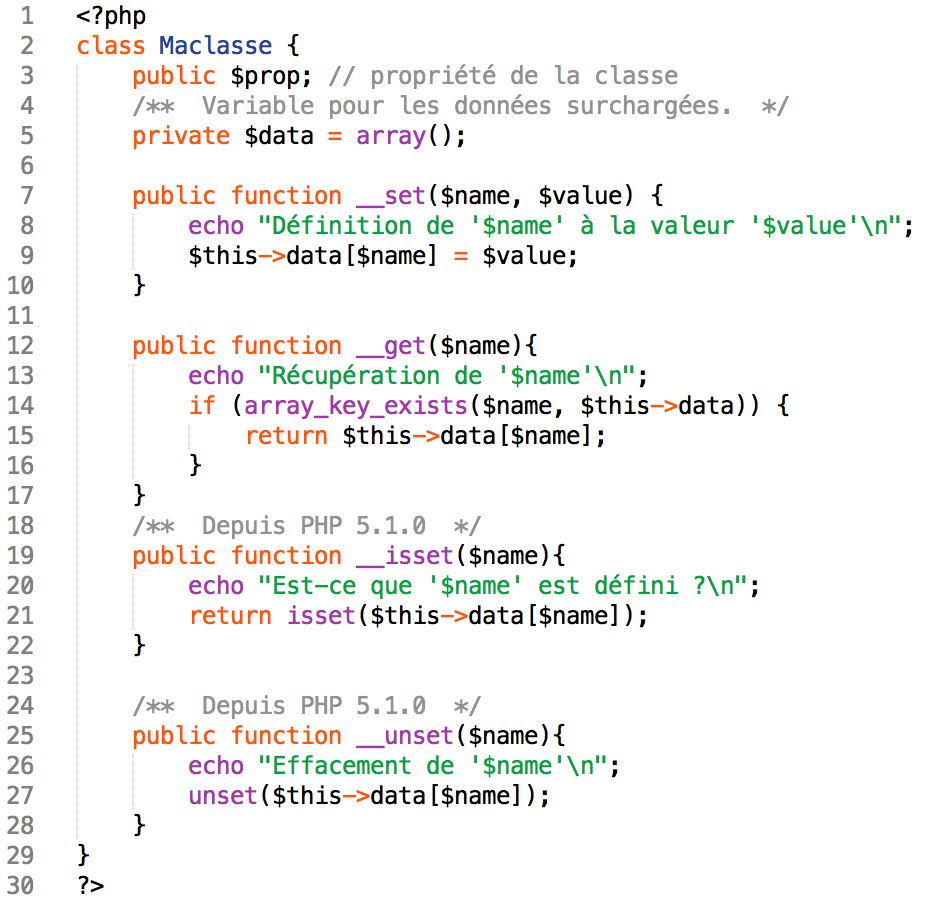 1 <?php
2 class Maclasse {
3     public $prop; // propriété de la classe
4     /**  Variable pour les données surchargées.  */
5     private $data = array();
6
7     public function __set($name, $value) {
8         echo "Définition de '$name' à la valeur '$value'\n";
9         $this->data[$name] = $value;
10     }
11
12     public function __get($name){
13         echo "Récupération de '$name'\n";
14         if (array_key_exists($name, $this->data)) {
15             return $this->data[$name];
16         }
17     }
18     /**  Depuis PHP 5.1.0  */
19     public function __isset($name){
20         echo "Est-ce que '$name' est défini ?\n";
21         return isset($this->data[$name]);
22     }
23
24     /**  Depuis PHP 5.1.0  */
25     public function __unset($name){
26         echo "Effacement de '$name'\n";
27         unset($this->data[$name]);
28     }
29 }
30 ?>